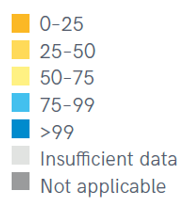 0-25
25-50
50-75
75-99
>99
Insufficient data
Not applicable